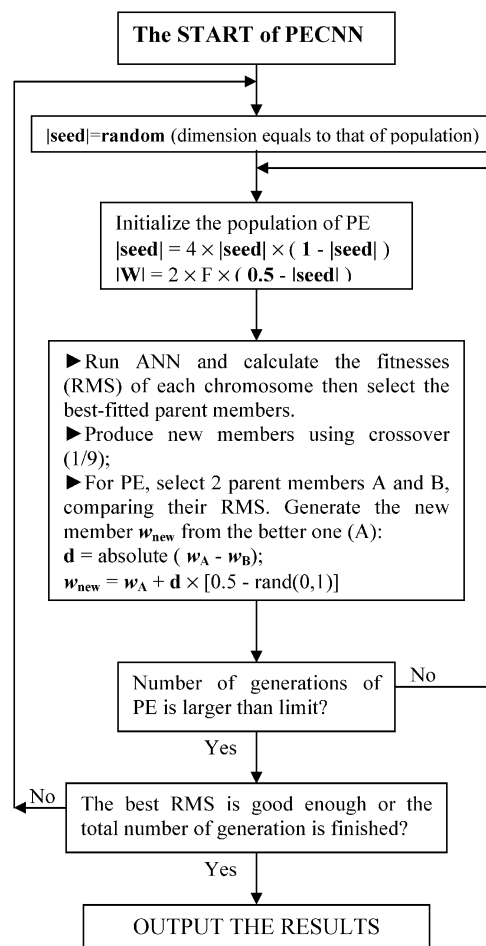 The START of PECNN
|seed|=random (dimension equals to that of population)
Initialize the population of PE
|seed| = 4 × |seed| × ( 1 - |seed| )
|W| = 2 × F × ( 0.5 - |seed| )
►Run ANN and calculate the fitnesses
(RMS) of each chromosome then select the
best-fitted parent members.
►Produce new members using crossover
(1/9);
►For PE, select 2 parent members A and B,
comparing their RMS. Generate the new
member wnew from the better one (A):
d = absolute ( wA - wB);
wnew = wA + d × [0.5 - rand(0,1)]
Number of generations of
PE is larger than limit?
No
Yes
The best RMS is good enough or the
total number of generation is finished?
No
Yes
OUTPUT THE RESULTS